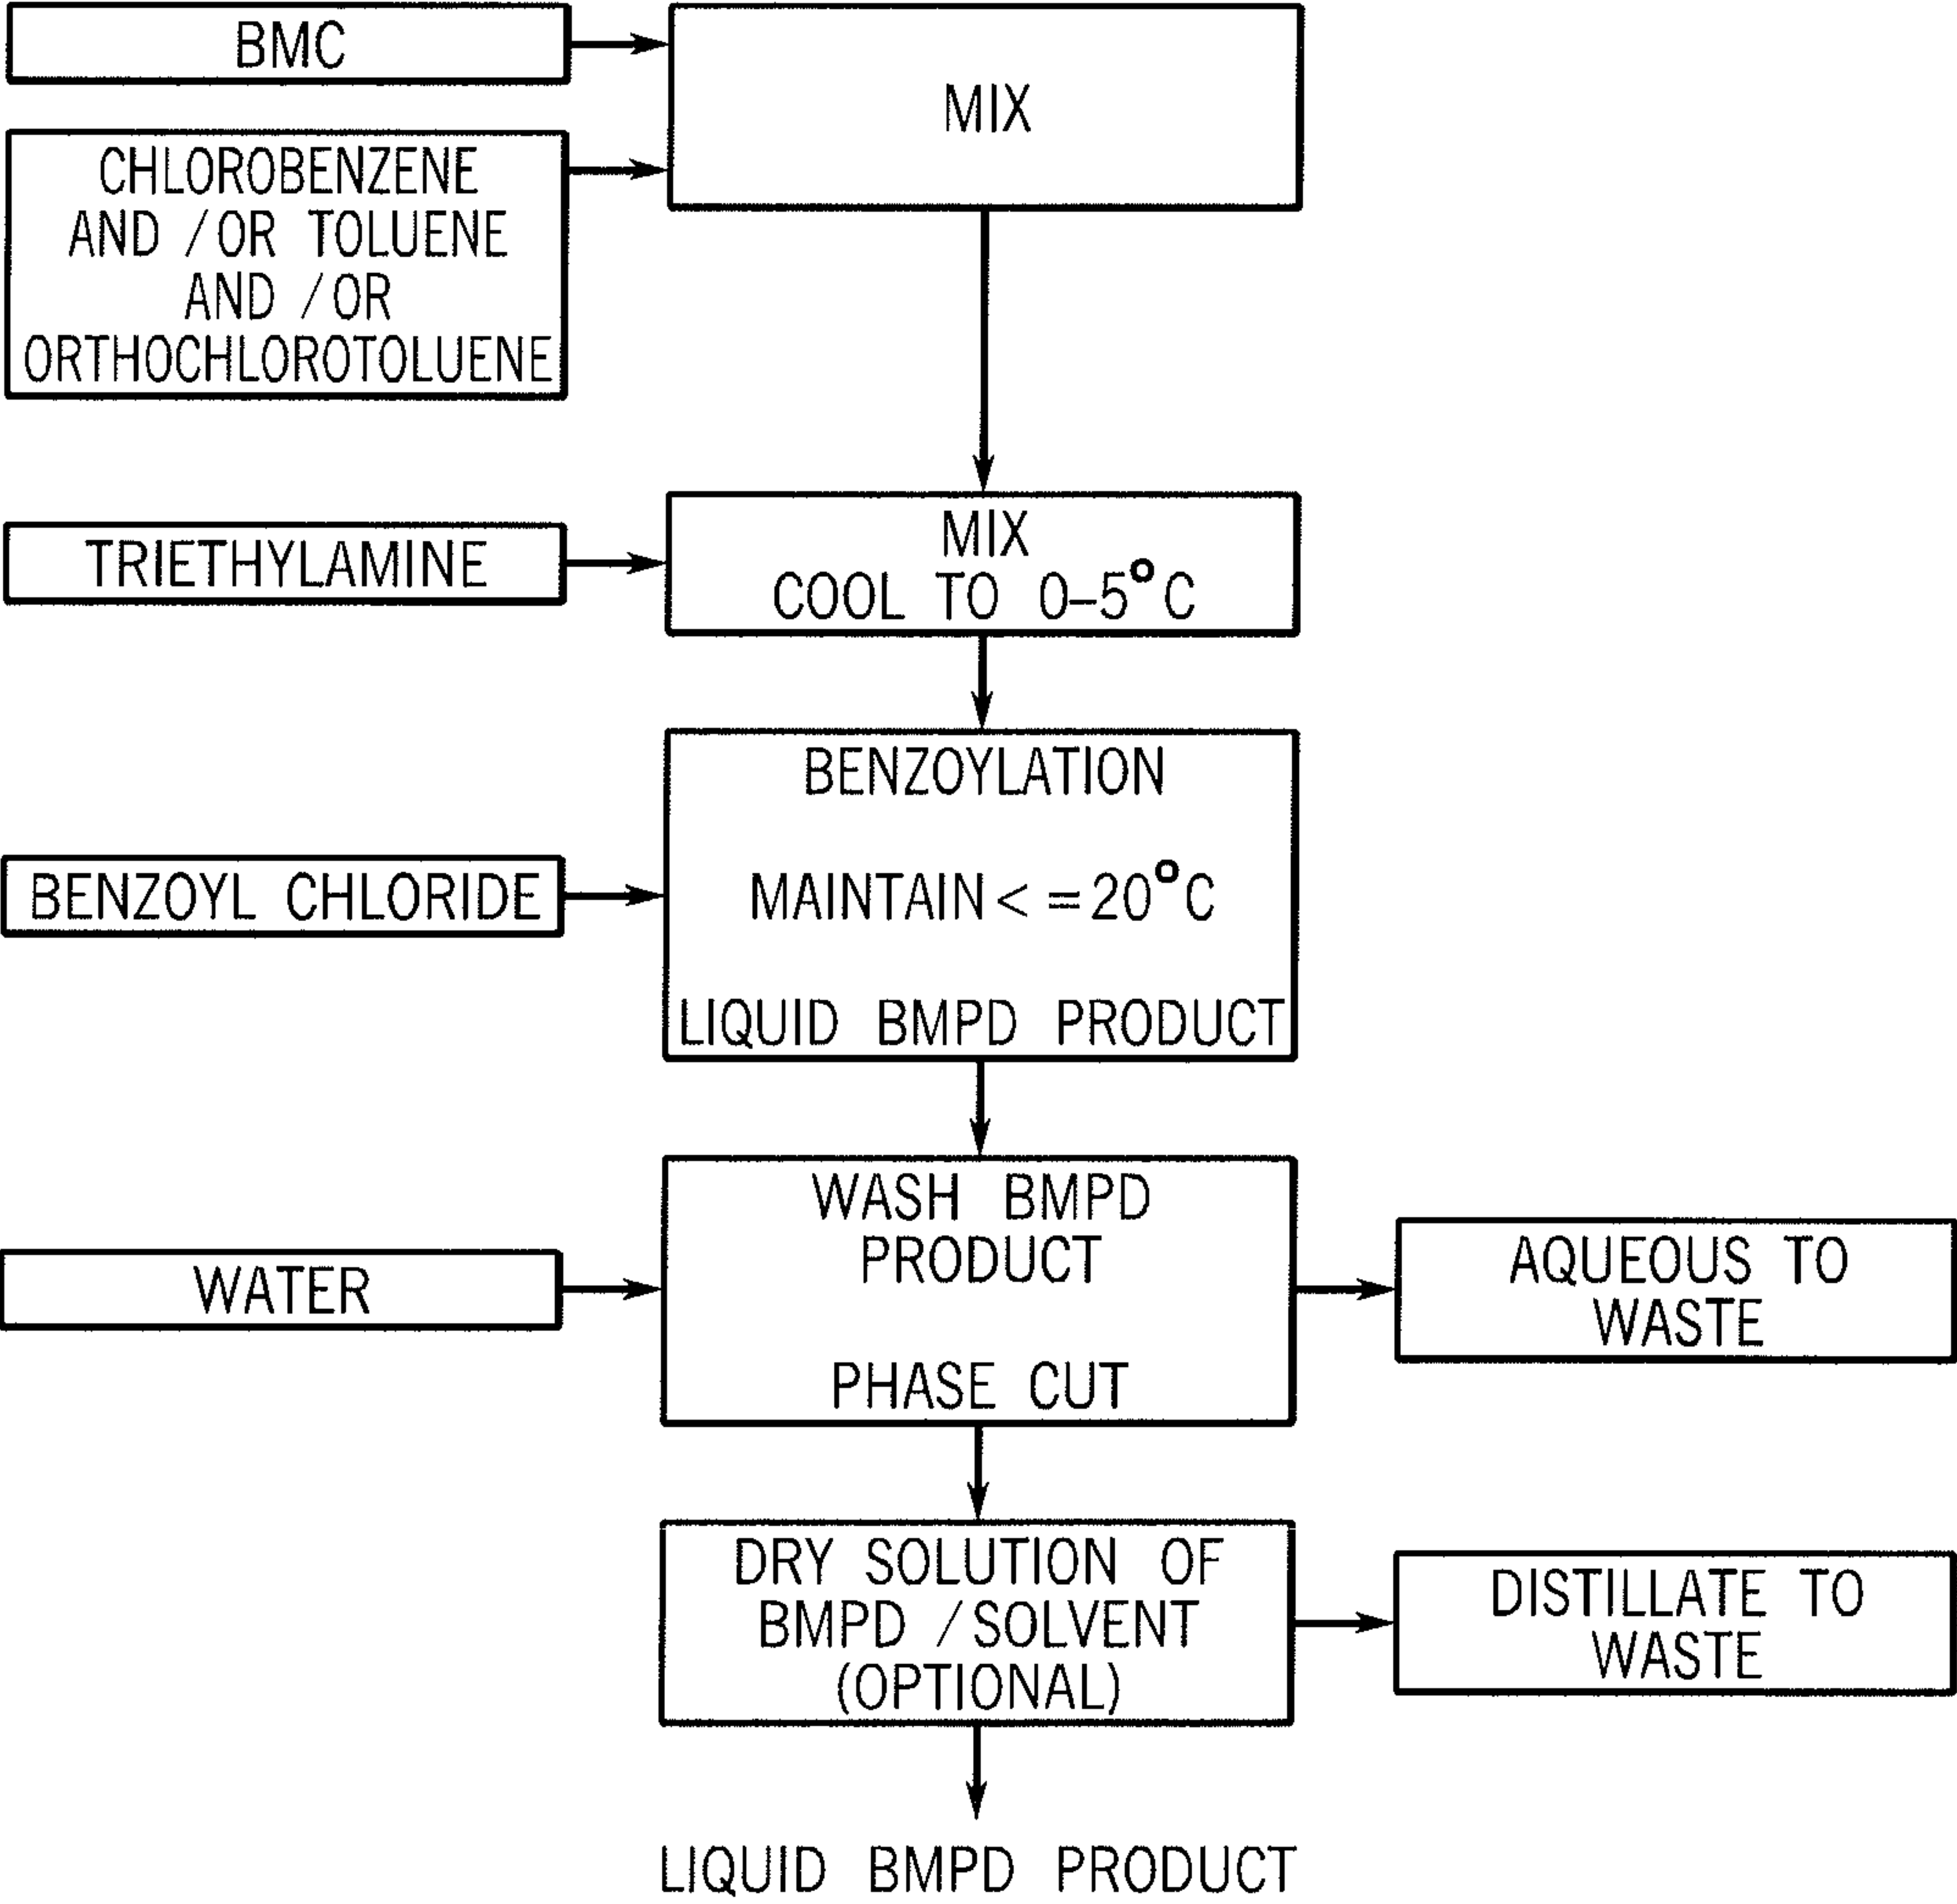 BMC
MIX
CHLOROBENZENE
AND /OR TOLUENE
AND /OR
ORTHOCHLOROTOLUENE
TRIETHYLAMINE
MIX
COOL TO 0-5°C
BENZOYL CHLORIDE
BENZOYLATION
MAINTAIN < =20°C
LIQUID BMPD PRODUCT
WATER
WASH BMPD
PRODUCT
PHASE CUT
AQUEOUS TO
WASTE
DRY SOLUTION OF
BMPD /SOLVENT
(OPTIONAL)
DISTILLATE TO
WASTE
LIQUID BMPD PRODUCT